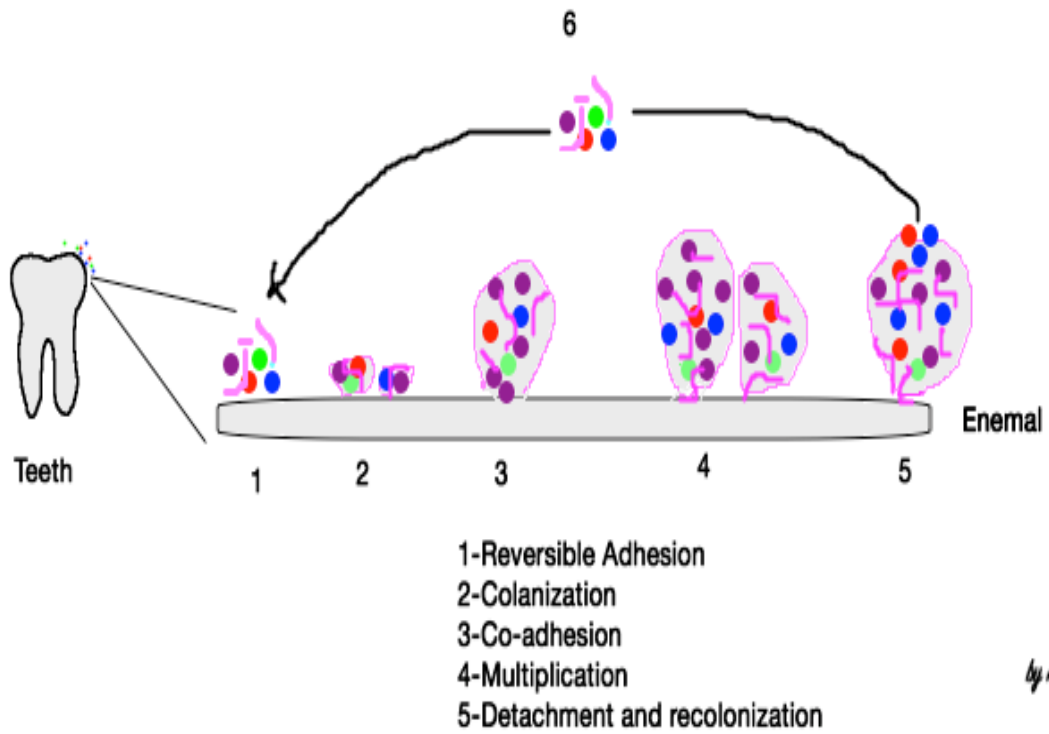 6
Teeth
Enemal
1
2
3
4
5
1-Reversible Adhesion
2-Colanization
3-Co-adhesion
4-Multiplication
5-Detachment and recolonization
by